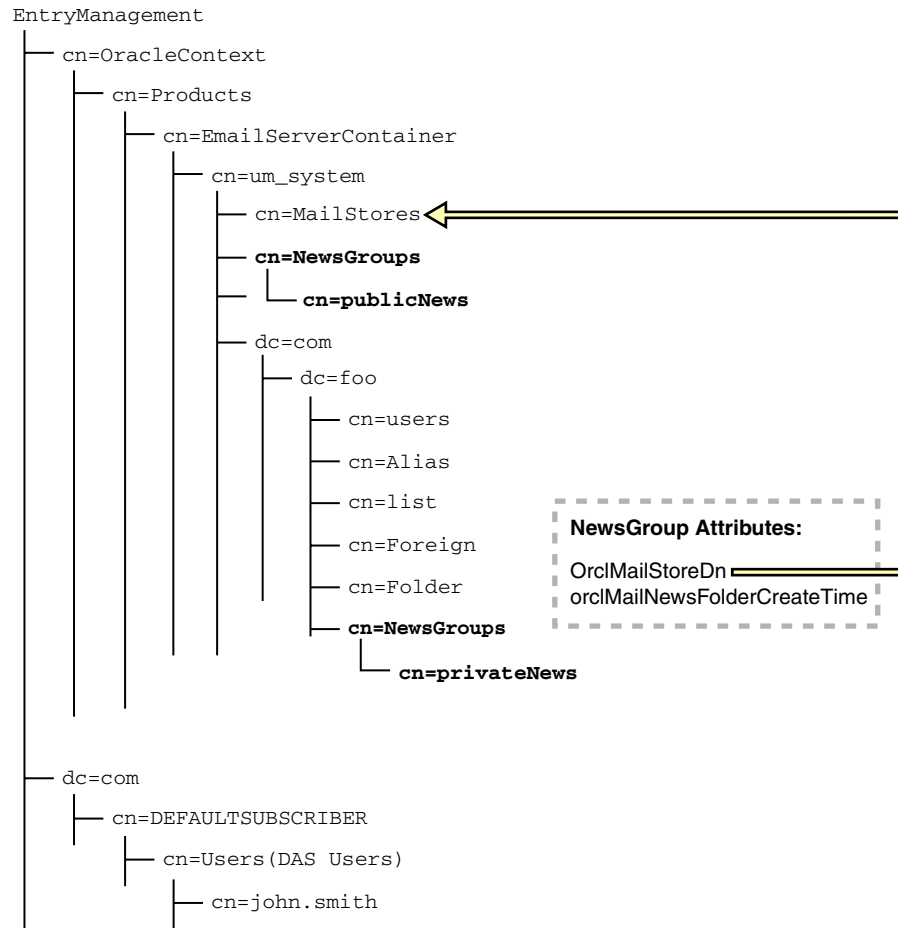 EntryManagement
cn=OracleContext
cn=Products
cn=EmailServerContainer
cn=um_system
cn=MailStores
cn=NewsGroups
cn=publicNews
dc=com
dc=foo
cn=users
cn=Alias
cn=list
cn=Foreign
cn=Folder
cn=NewsGroups
cn=privateNews
NewsGroup Attributes:
OrclMailStoreDn
orclMailNewsFolderCreateTime
dc=com
cn=DEFAULTSUBSCRIBER
cn=Users(DAS Users)
cn=john.smith